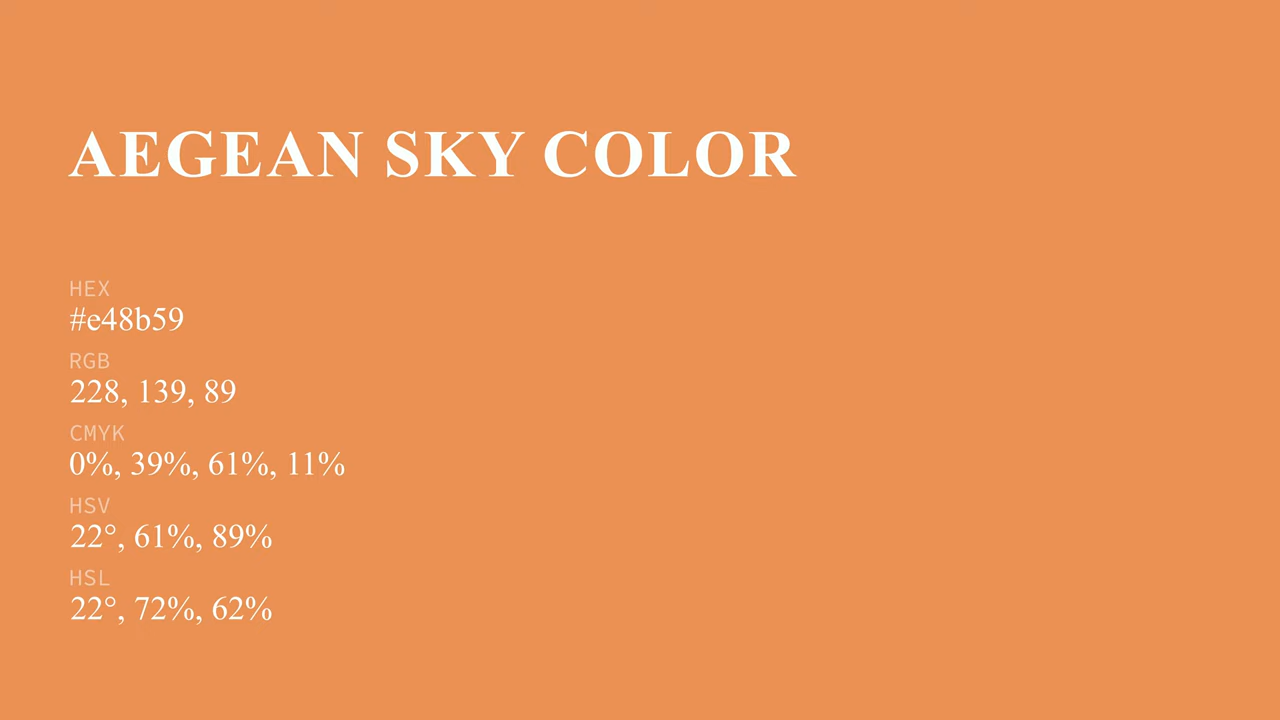 AEGEAN SKY COLOR
HEX
#e48b59
RGB
228, 139, 89
CMYK
0%, 39%, 61%, 11%
HSV
22°, 61%, 89%
HSL
22°, 72%, 62%